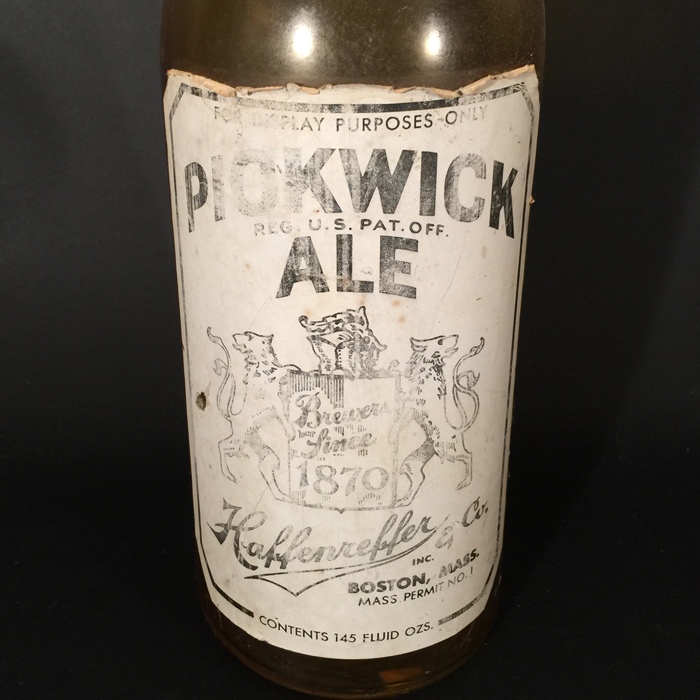 FOR DISPLAY PURPOSES ONLY
PICKWICK
REG. U.S. PAT. OFF.
ALE
Brewers
Since
1870
Haffenreffer & Co.
INC.
BOSTON, MASS.
MASS. PERMIT NO. 1
CONTENTS 145 FLUID OZS.